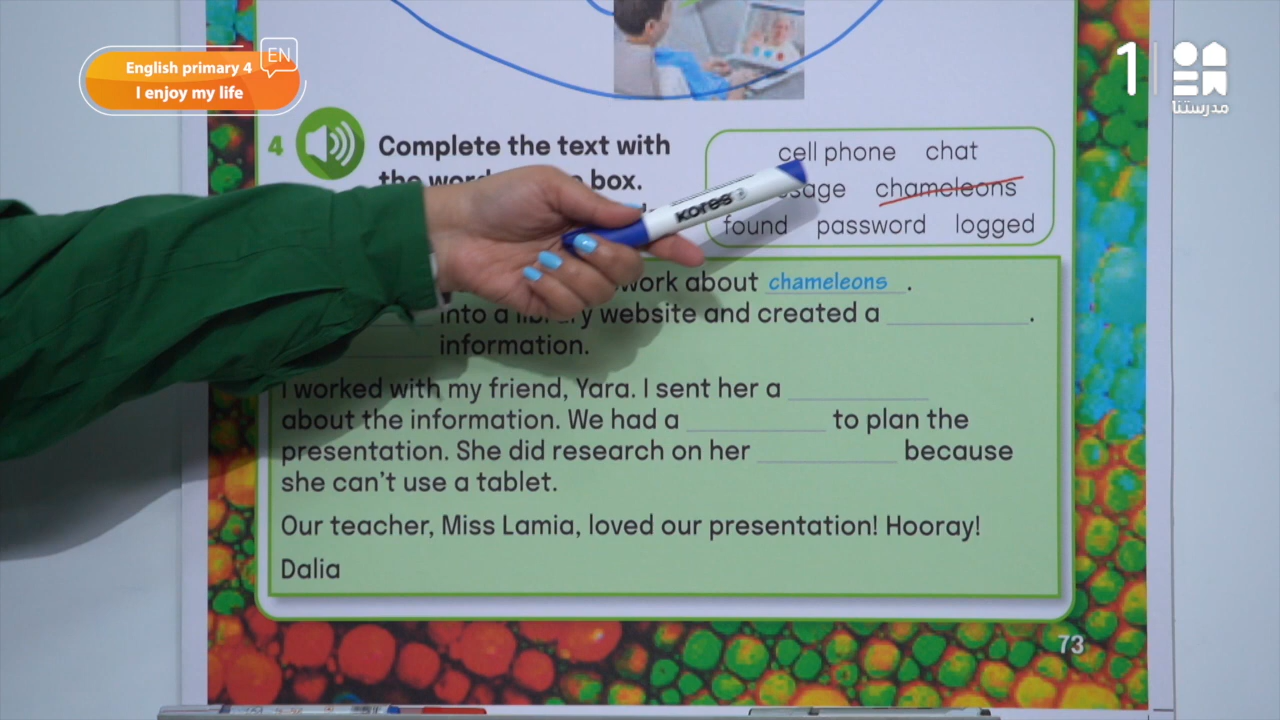 English primary 4
EN
I enjoy my life
1
مدرستنا
4 Complete the text with
the box.
cell phone chat
chameleons
found password logged
kores
work about chameleons .
into a library website and created a .
information.
I worked with my friend, Yara. I sent her a
about the information. We had a to plan the
presentation. She did research on her because
she can't use a tablet.
Our teacher, Miss Lamia, loved our presentation! Hooray!
Dalia
73